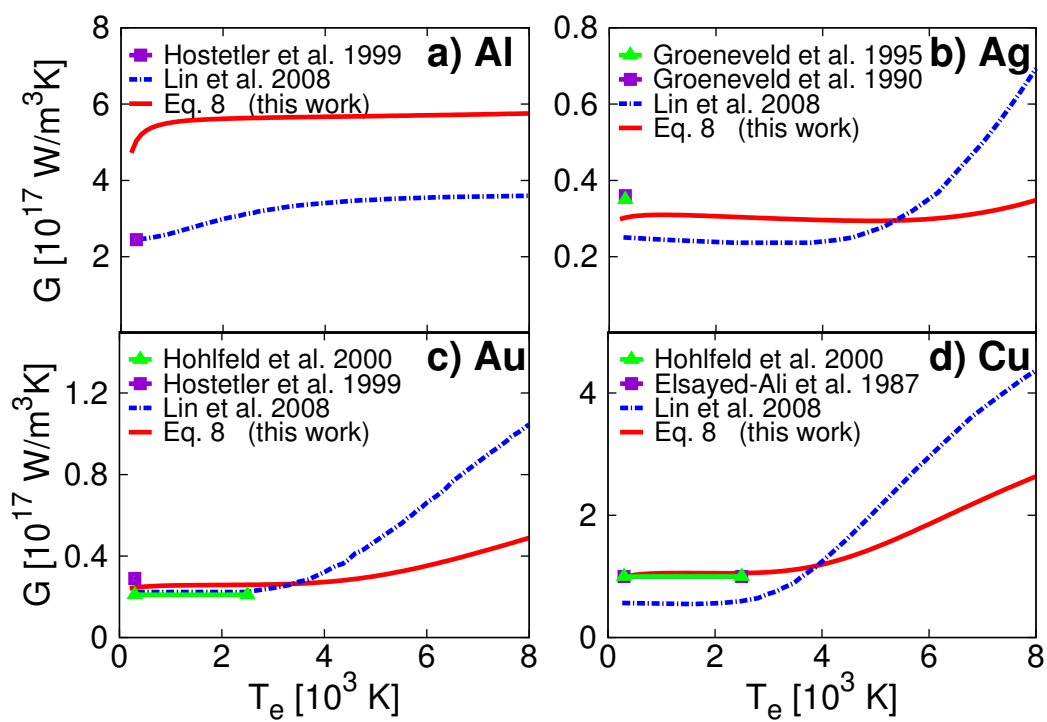 8
6
4
2
G [10^17 W/m^3K]
Hostetler et al. 1999
Lin et al. 2008
Eq. 8 (this work)
a) Al
0.8
0.6
0.4
0.2
Groeneveld et al. 1995
Groeneveld et al. 1990
Lin et al. 2008
Eq. 8 (this work)
b) Ag
1.2
0.8
0.4
0
G [10^17 W/m^3K]
Hohlfeld et al. 2000
Hostetler et al. 1999
Lin et al. 2008
Eq. 8 (this work)
c) Au
0 2 4 6 8
T_e [10^3 K]
4
2
0
Hohlfeld et al. 2000
Elsayed-Ali et al. 1987
Lin et al. 2008
Eq. 8 (this work)
d) Cu
0 2 4 6 8
T_e [10^3 K]